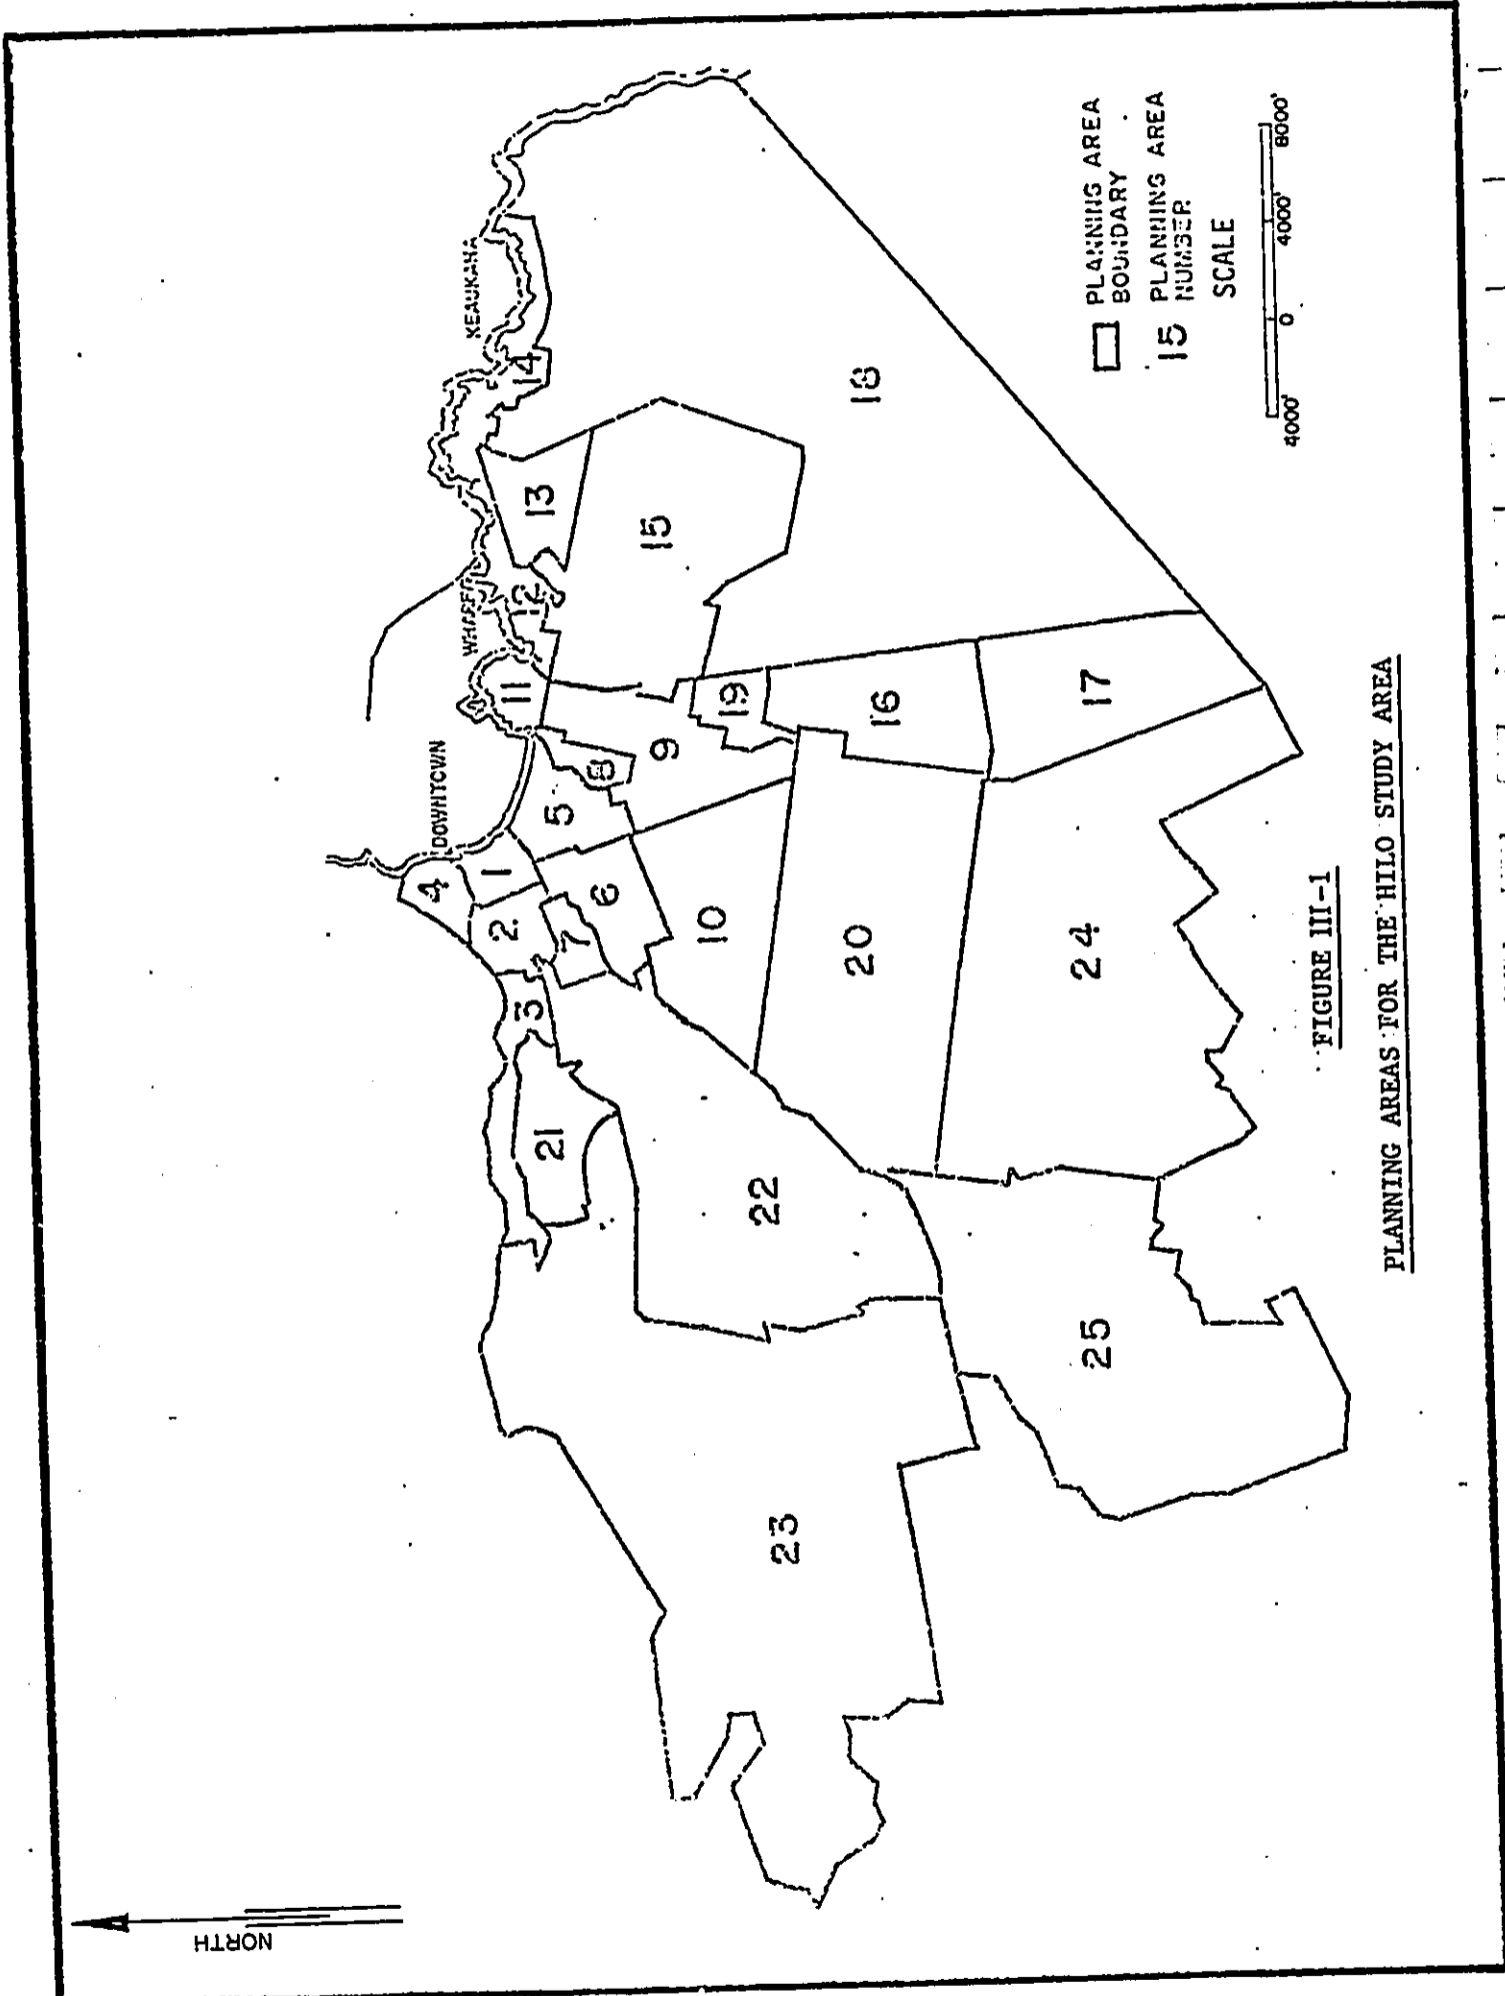 NORTH
KEAUKAHA
WHARF
DOWNTOWN
4
1
2
3
5
6
7
8
9
10
11
12
13
14
15
16
17
18
19
20
21
22
23
24
25
PLANNING AREA
BOUNDARY
15 PLANNING AREA
NUMBER
SCALE
4000' 0 4000' 8000'
FIGURE III-1
PLANNING AREAS FOR THE HILO STUDY AREA